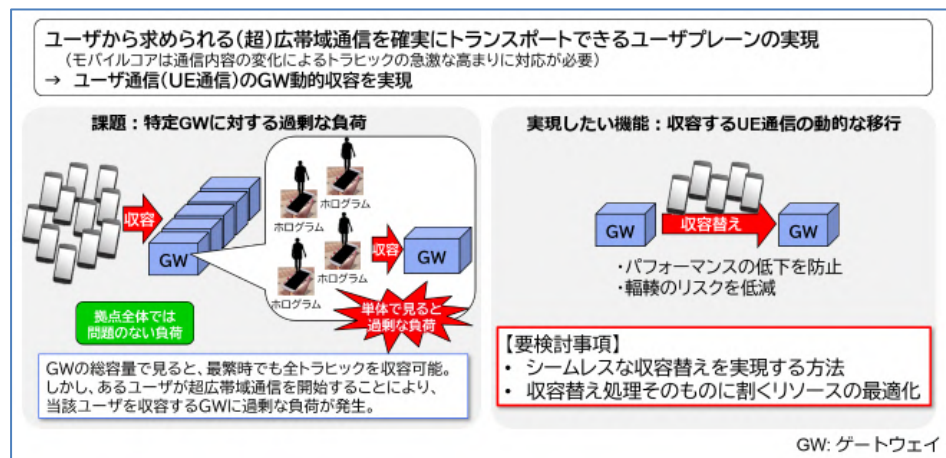 ユーザから求められる(超)広帯域通信を確実にトランスポートできるユーザプレーンの実現
(モバイルコアは通信内容の変化によるトラヒックの急激な高まりに対応が必要)
→ ユーザ通信(UE通信)のGW動的収容を実現
課題：特定GWに対する過剰な負荷
収容
GW
ホログラム
ホログラム
ホログラム
ホログラム
収容
GW
拠点全体では
問題のない負荷
単体で見ると
過剰な負荷
GWの総容量で見ると、最繁時でも全トラヒックを収容可能。
しかし、あるユーザが超広帯域通信を開始することにより、
当該ユーザを収容するGWに過剰な負荷が発生。
実現したい機能：収容するUE通信の動的な移行
GW
収容替え
GW
・パフォーマンスの低下を防止
・輻輳のリスクを低減
【要検討事項】
• シームレスな収容替えを実現する方法
• 収容替え処理そのものに割くリソースの最適化
GW: ゲートウェイ